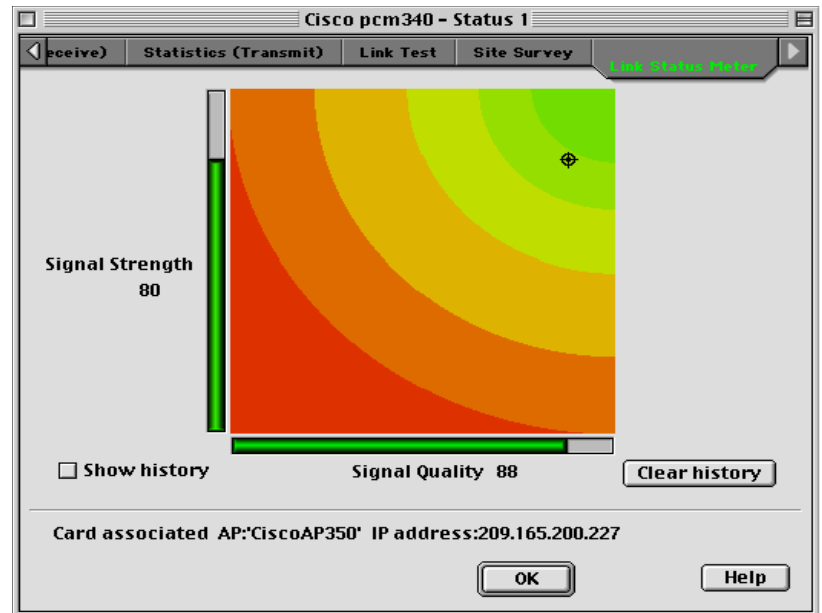 Cisco pcm340 - Status 1
eceive) Statistics (Transmit) Link Test Site Survey Link Status Meter
Signal Strength
80
Show history Signal Quality 88 Clear history
Card associated AP:'CiscoAP350' IP address:209.165.200.227
OK Help